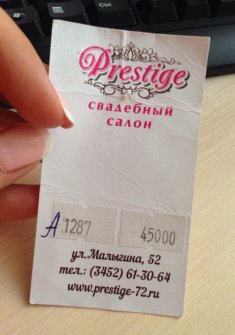 Prestige
свадебный
салон
А 1287 45000
ул.Малыгина, 52
тел.: (3452) 61-30-64
www.prestige-72.ru